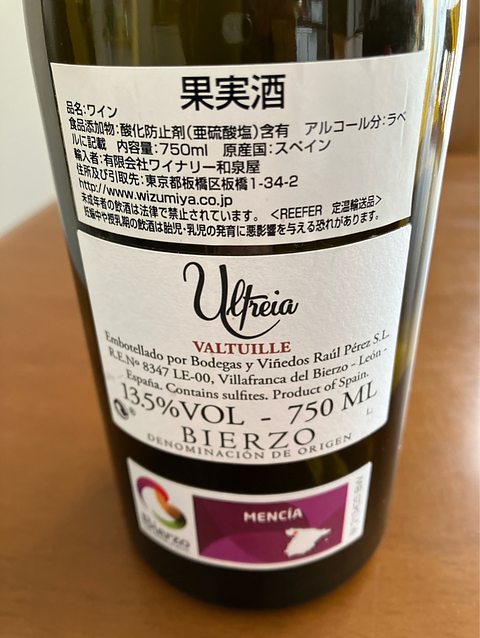 果実酒
品名:ワイン
食品添加物:酸化防止剤(亜硫酸塩)含有 アルコール分:ラベ
ルに記載 内容量:750ml 原産国:スペイン
輸入者:有限会社ワイナリー和泉屋
住所及び引取先:東京都板橋区板橋1-34-2
http://www.wizumiya.co.jp
未成年者の飲酒は法律で禁止されています。 <REEFER 定温輸送品>
妊娠中や授乳期の飲酒は胎児・乳児の発育に悪影響を与える恐れがあります。
Ulfreia
VALTUILLE
Embotellado por Bodegas y Viñedos Raúl Pérez S.L.
R.E.Nº 8347 LE-00, Villafranca del Bierzo - León -
España. Contains sulfites. Product of Spain.
13.5%VOL - 750 ML
BIERZO
DENOMINACIÓN DE ORIGEN
Bierzo
MENCÍA